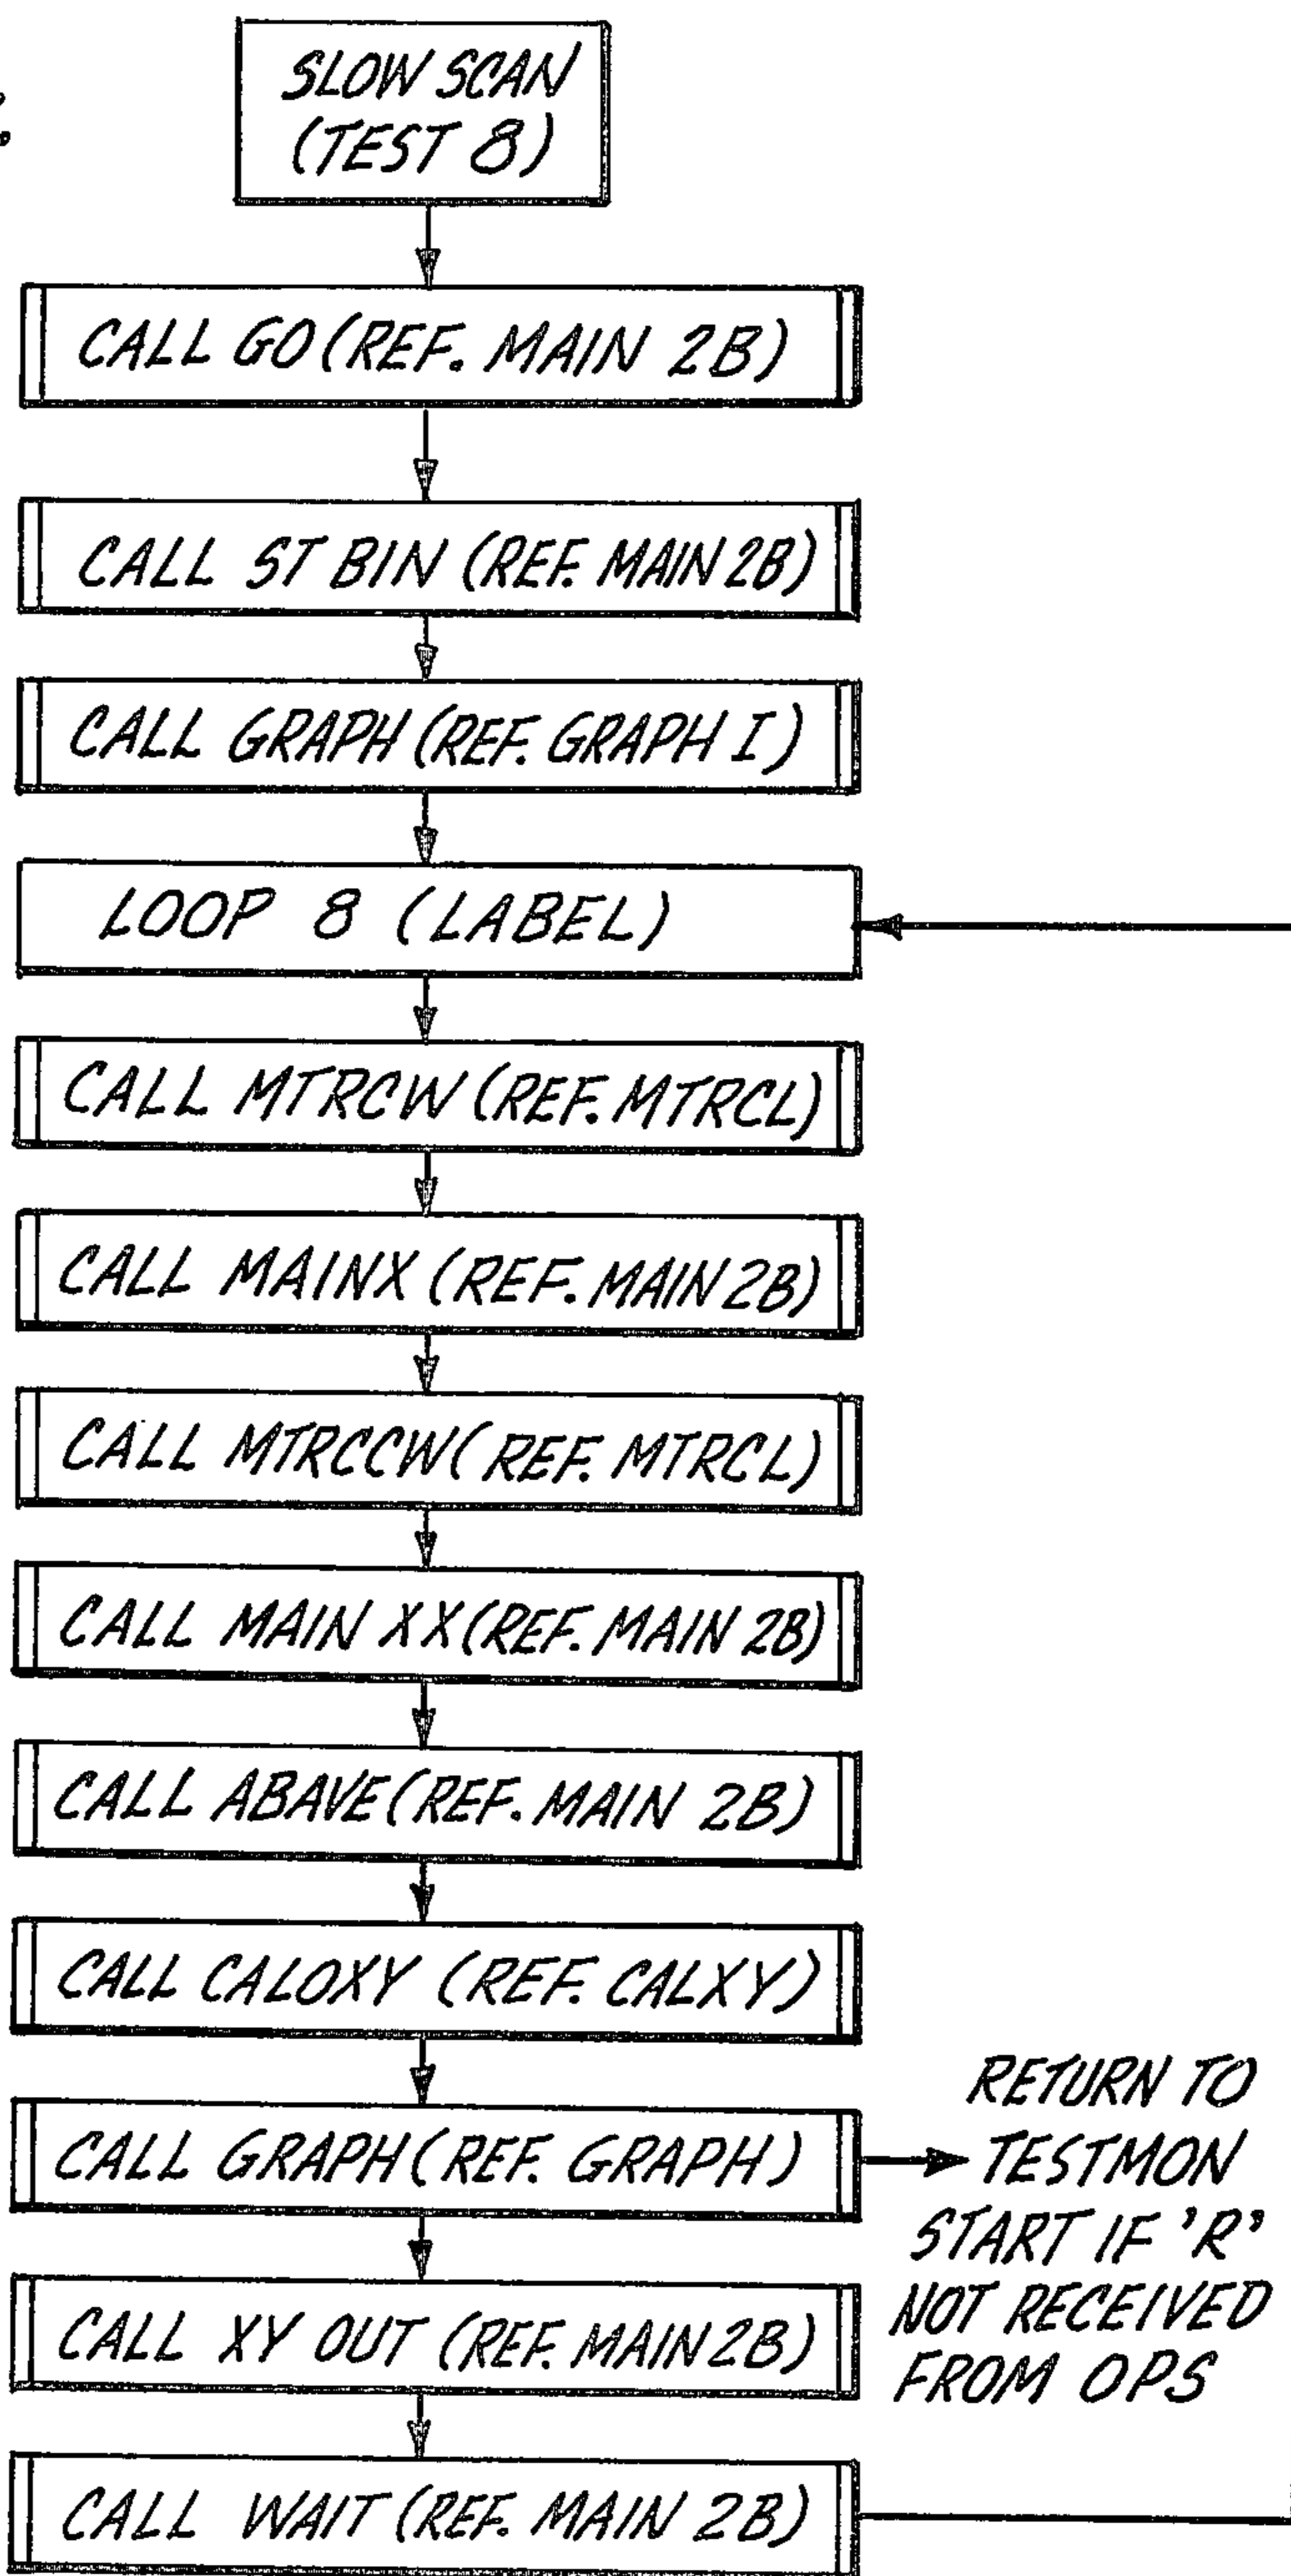 SLOW SCAN
(TEST 8)
CALL GO (REF. MAIN 2B)
CALL ST BIN (REF. MAIN 2B)
CALL GRAPH (REF. GRAPH I)
LOOP 8 (LABEL)
CALL MTRCW (REF. MTRCL)
CALL MAINX (REF. MAIN 2B)
CALL MTRCCW (REF. MTRCL)
CALL MAIN XX (REF. MAIN 2B)
CALL ABAVE (REF. MAIN 2B)
CALL CALOXY (REF. CALXY)
CALL GRAPH (REF. GRAPH)
RETURN TO
TESTMON
START IF 'R'
NOT RECEIVED
FROM OPS
CALL XY OUT (REF. MAIN 2B)
CALL WAIT (REF. MAIN 2B)